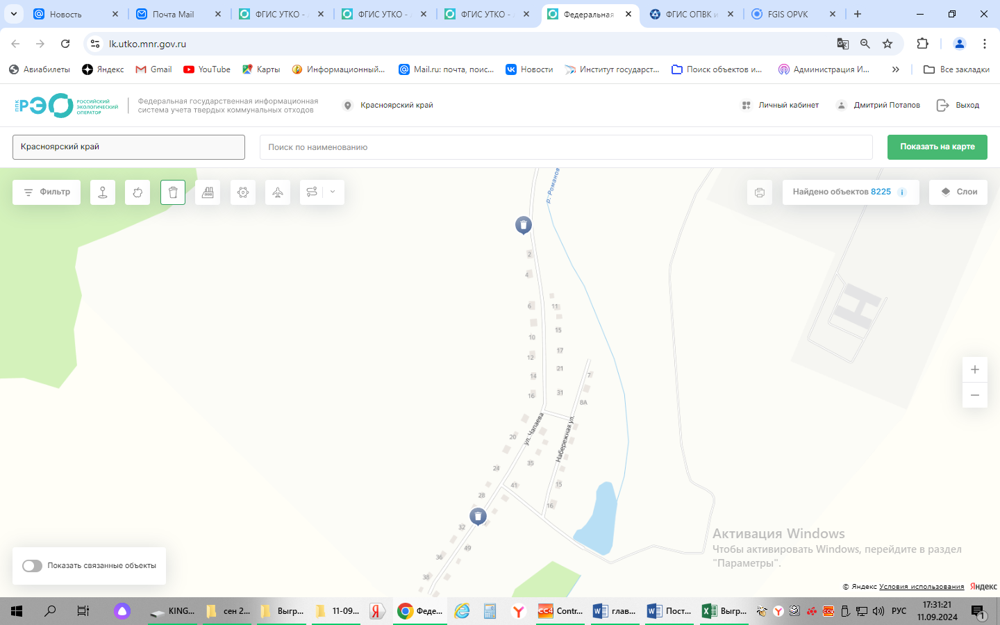 Новость
Почта Mail
ФГИС УТКО -
ФГИС УТКО -
ФГИС УТКО -
Федеральная
ФГИС ОПВК и
FGIS OPVK
lk.utko.mnr.gov.ru
Авиабилеты
Яндекс
Gmail
YouTube
Карты
Информационный...
Mail.ru: почта, поис...
Новости
Институт государст...
Поиск объектов и...
Администрация И...
Все закладки
ППК РЭО РОССИЙСКИЙ
ЭКОЛОГИЧЕСКИЙ
ОПЕРАТОР
Федеральная государственная информационная
система учета твердых коммунальных отходов
Красноярский край
Личный кабинет
Дмитрий Потапов
Выход
Красноярский край
Поиск по наименованию
Показать на карте
Фильтр
Найдено объектов 8225 i
Слои
р. Романов
2
4
6
11
10
15
12
17
14
21
7
16
31
8А
ул. Чапаева
Набережная ул.
20
35
24
41
15
28
16
32
49
36
38
Н
Показать связанные объекты
Активация Windows
Чтобы активировать Windows, перейдите в раздел
"Параметры".
© Яндекс Условия использования Яндекс
KING...
сен 2...
Выгр...
11-09...
Феде...
Contr...
глав...
Пост...
Выгр...
РУС
17:31:21
11.09.2024
1